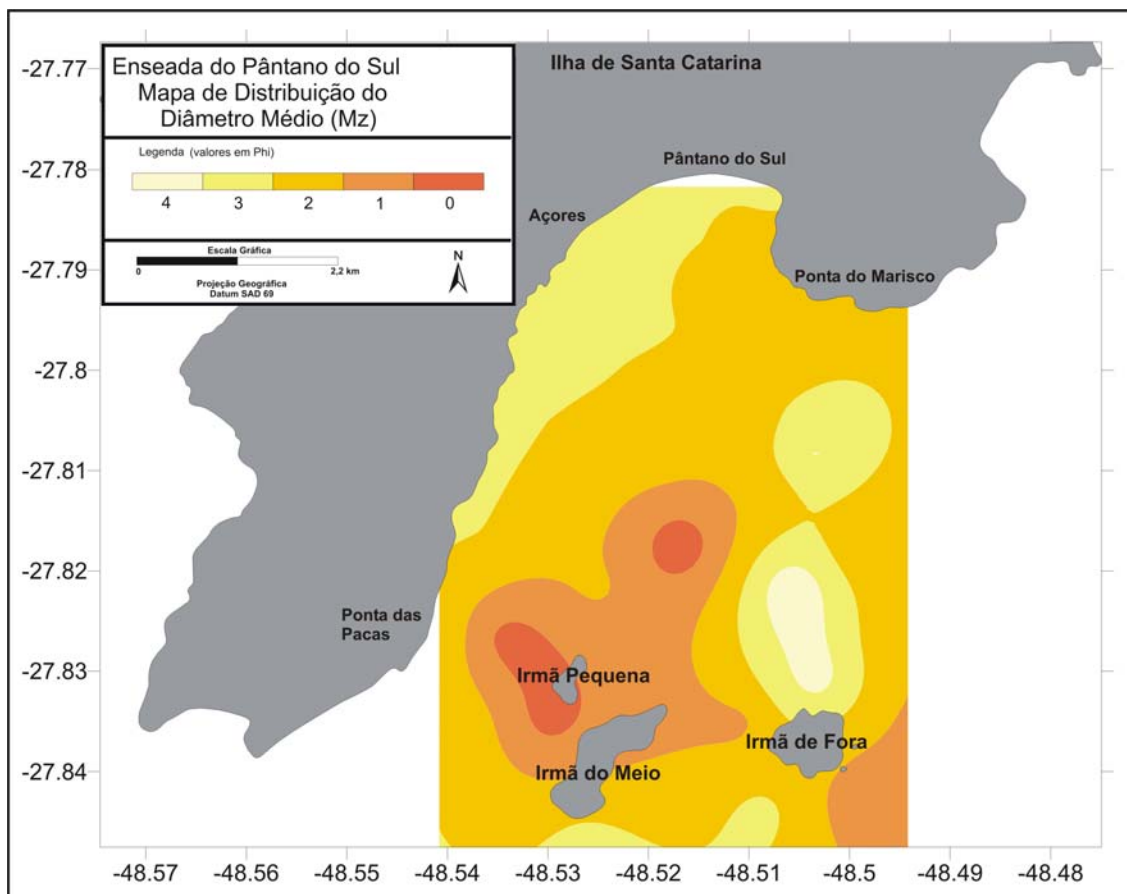 Enseada do Pântano do Sul
Mapa de Distribuição do
Diâmetro Médio (Mz)
Legenda (valores em Phi)
4 3 2 1 0
Escala Gráfica
0 2,2 km
N
Projeção Geográfica
Datum SAD 69
Ilha de Santa Catarina
Pântano do Sul
Açores
Ponta do Marisco
Ponta das
Pacas
Irmã Pequena
Irmã de Fora
Irmã do Meio
-27.77
-27.78
-27.79
-27.8
-27.81
-27.82
-27.83
-27.84
-48.57 -48.56 -48.55 -48.54 -48.53 -48.52 -48.51 -48.5 -48.49 -48.48